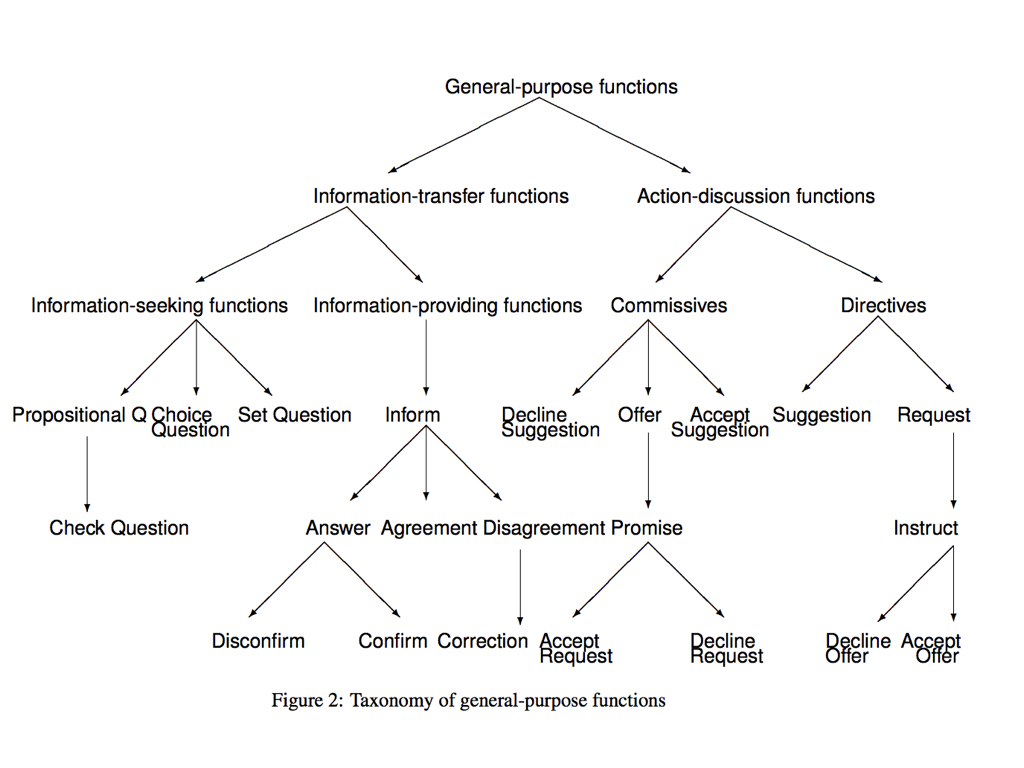 General-purpose functions
Information-transfer functions
Action-discussion functions
Information-seeking functions
Information-providing functions
Commissives
Directives
Propositional Q
Choice
Question
Set Question
Inform
Decline
Suggestion
Offer
Accept
Suggestion
Suggestion
Request
Check Question
Answer
Agreement
Disagreement
Promise
Instruct
Disconfirm
Confirm
Correction
Accept
Request
Decline
Request
Decline
Offer
Accept
Offer
Figure 2: Taxonomy of general-purpose functions